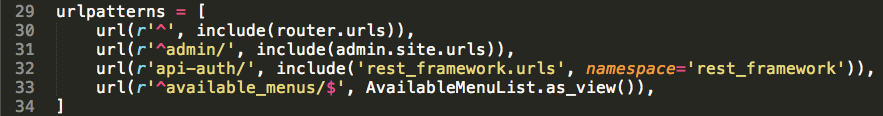 29 urlpatterns = [
30     url(r'^', include(router.urls)),
31     url(r'^admin/', include(admin.site.urls)),
32     url(r'api-auth/', include('rest_framework.urls', namespace='rest_framework')),
33     url(r'^available_menus/$', AvailableMenuList.as_view()),
34 ]